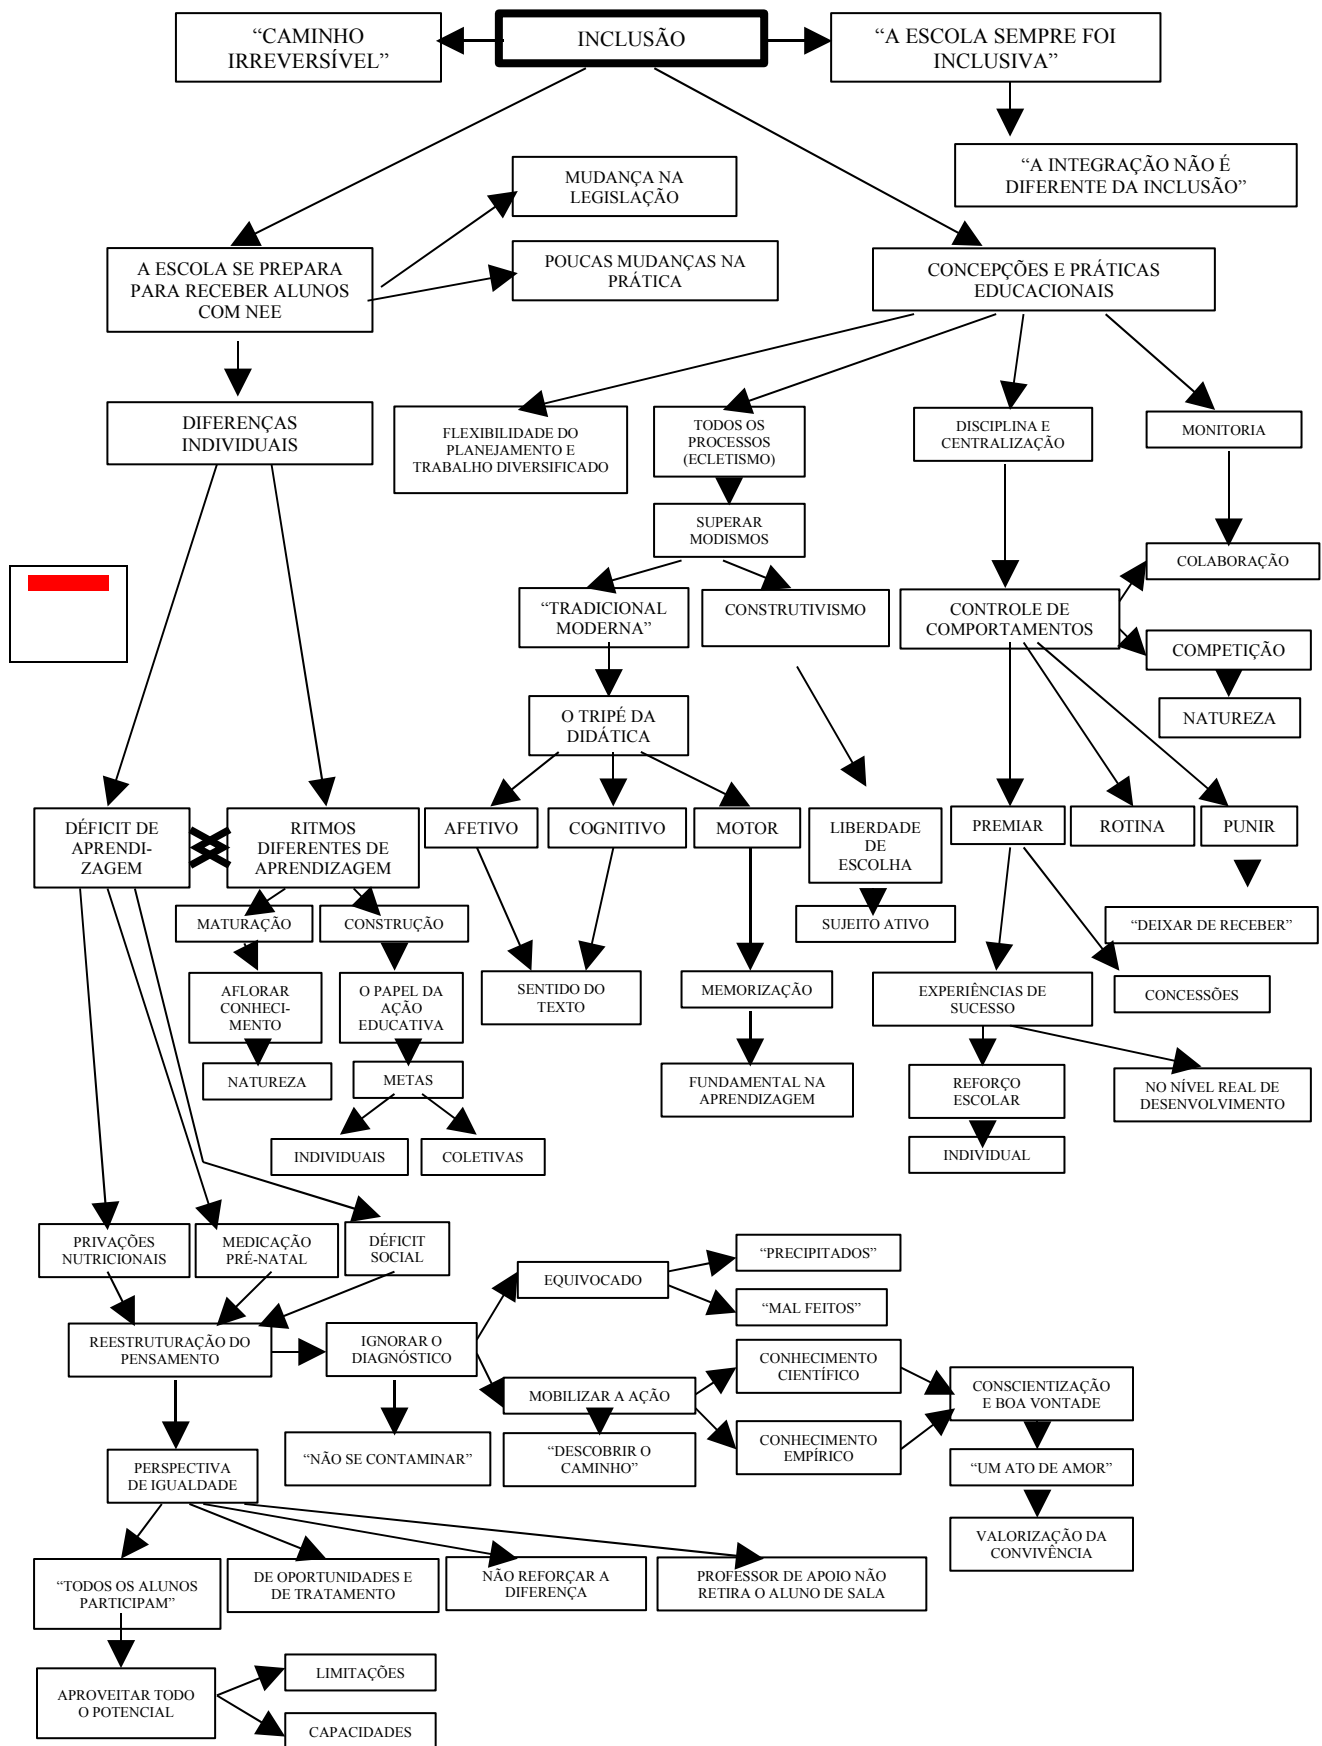 “CAMINHO
IRREVERSÍVEL”
INCLUSÃO
“A ESCOLA SEMPRE FOI
INCLUSIVA”
“A INTEGRAÇÃO NÃO É
DIFERENTE DA INCLUSÃO”
MUDANÇA NA
LEGISLAÇÃO
POUCAS MUDANÇAS NA
PRÁTICA
A ESCOLA SE PREPARA
PARA RECEBER ALUNOS
COM NEE
CONCEPÇÕES E PRÁTICAS
EDUCACIONAIS
DIFERENÇAS
INDIVIDUAIS
FLEXIBILIDADE DO
PLANEJAMENTO E
TRABALHO DIVERSIFICADO
TODOS OS
PROCESSOS
(ECLETISMO)
DISCIPLINA E
CENTRALIZAÇÃO
MONITORIA
SUPERAR
MODISMOS
COLABORAÇÃO
“TRADICIONAL
MODERNA”
CONSTRUTIVISMO
CONTROLE DE
COMPORTAMENTOS
COMPETIÇÃO
NATUREZA
O TRIPÉ DA
DIDÁTICA
DÉFICIT DE
APRENDI-
ZAGEM
RITMOS
DIFERENTES DE
APRENDIZAGEM
AFETIVO
COGNITIVO
MOTOR
LIBERDADE
DE
ESCOLHA
PREMIAR
ROTINA
PUNIR
MATURAÇÃO
CONSTRUÇÃO
SUJEITO ATIVO
“DEIXAR DE RECEBER”
AFLORAR
CONHECI-
MENTO
O PAPEL DA
AÇÃO
EDUCATIVA
SENTIDO DO
TEXTO
MEMORIZAÇÃO
EXPERIÊNCIAS DE
SUCESSO
CONCESSÕES
NATUREZA
METAS
FUNDAMENTAL NA
APRENDIZAGEM
REFORÇO
ESCOLAR
NO NÍVEL REAL DE
DESENVOLVIMENTO
INDIVIDUAIS
COLETIVAS
INDIVIDUAL
PRIVAÇÕES
NUTRICIONAIS
MEDICAÇÃO
PRÉ-NATAL
DÉFICIT
SOCIAL
EQUIVOCADO
“PRECIPITADOS”
“MAL FEITOS”
REESTRUTURAÇÃO DO
PENSAMENTO
IGNORAR O
DIAGNÓSTICO
CONHECIMENTO
CIENTÍFICO
MOBILIZAR A AÇÃO
CONSCIENTIZAÇÃO
E BOA VONTADE
“NÃO SE CONTAMINAR”
“DESCOBRIR O
CAMINHO”
CONHECIMENTO
EMPÍRICO
PERSPECTIVA
DE IGUALDADE
“UM ATO DE AMOR”
VALORIZAÇÃO DA
CONVIVÊNCIA
“TODOS OS ALUNOS
PARTICIPAM”
DE OPORTUNIDADES E
DE TRATAMENTO
NÃO REFORÇAR A
DIFERENÇA
PROFESSOR DE APOIO NÃO
RETIRA O ALUNO DE SALA
APROVEITAR TODO
O POTENCIAL
LIMITAÇÕES
CAPACIDADES